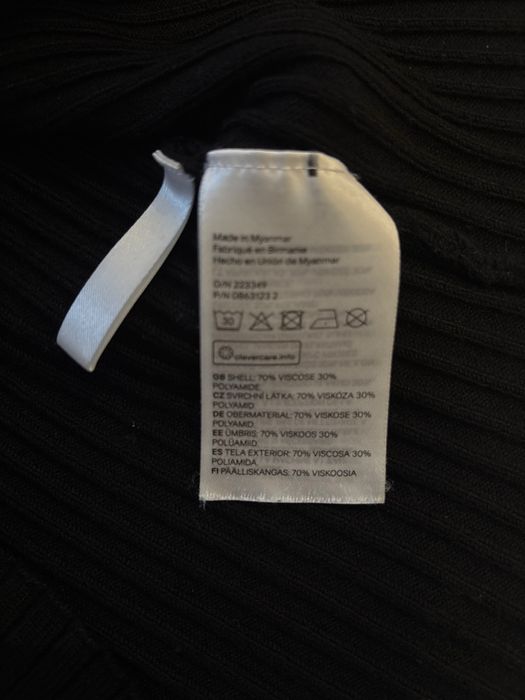 Made in Myanmar
Fabriqué en Birmanie
Hecho en Unión de Myanmar
O/N 223349
P/N 0863123 2
30
clevercare.info
GB SHELL: 70% VISCOSE 30%
POLYAMIDE
CZ SVRCHNÍ LÁTKA: 70% VISKÓZA 30%
POLYAMID
DE OBERMATERIAL: 70% VISKOSE 30%
POLYAMID
EE ÜMBRIS: 70% VISKOOS 30%
POLÜAMIID
ES TELA EXTERIOR: 70% VISCOSA 30%
POLIAMIDA
FI PÄÄLLISKANGAS: 70% VISKOOSIA